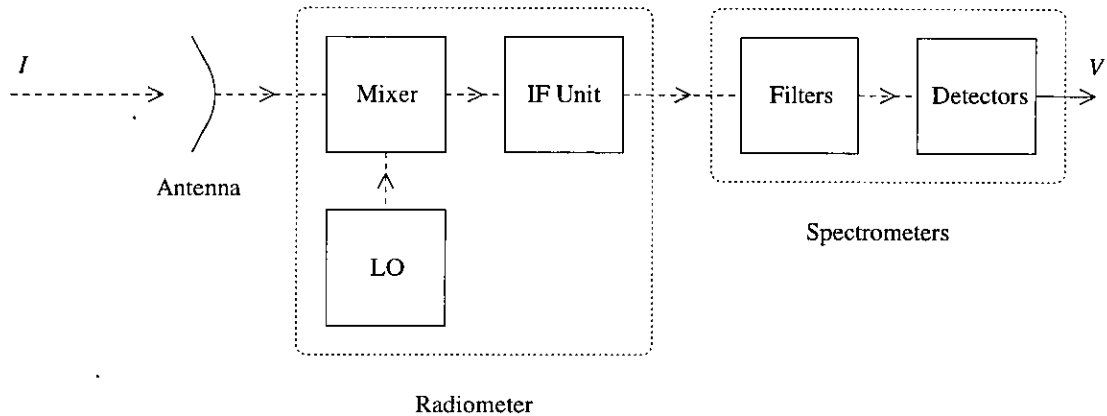 I
V
Mixer
IF Unit
Filters
Detectors
Antenna
LO
Spectrometers
Radiometer